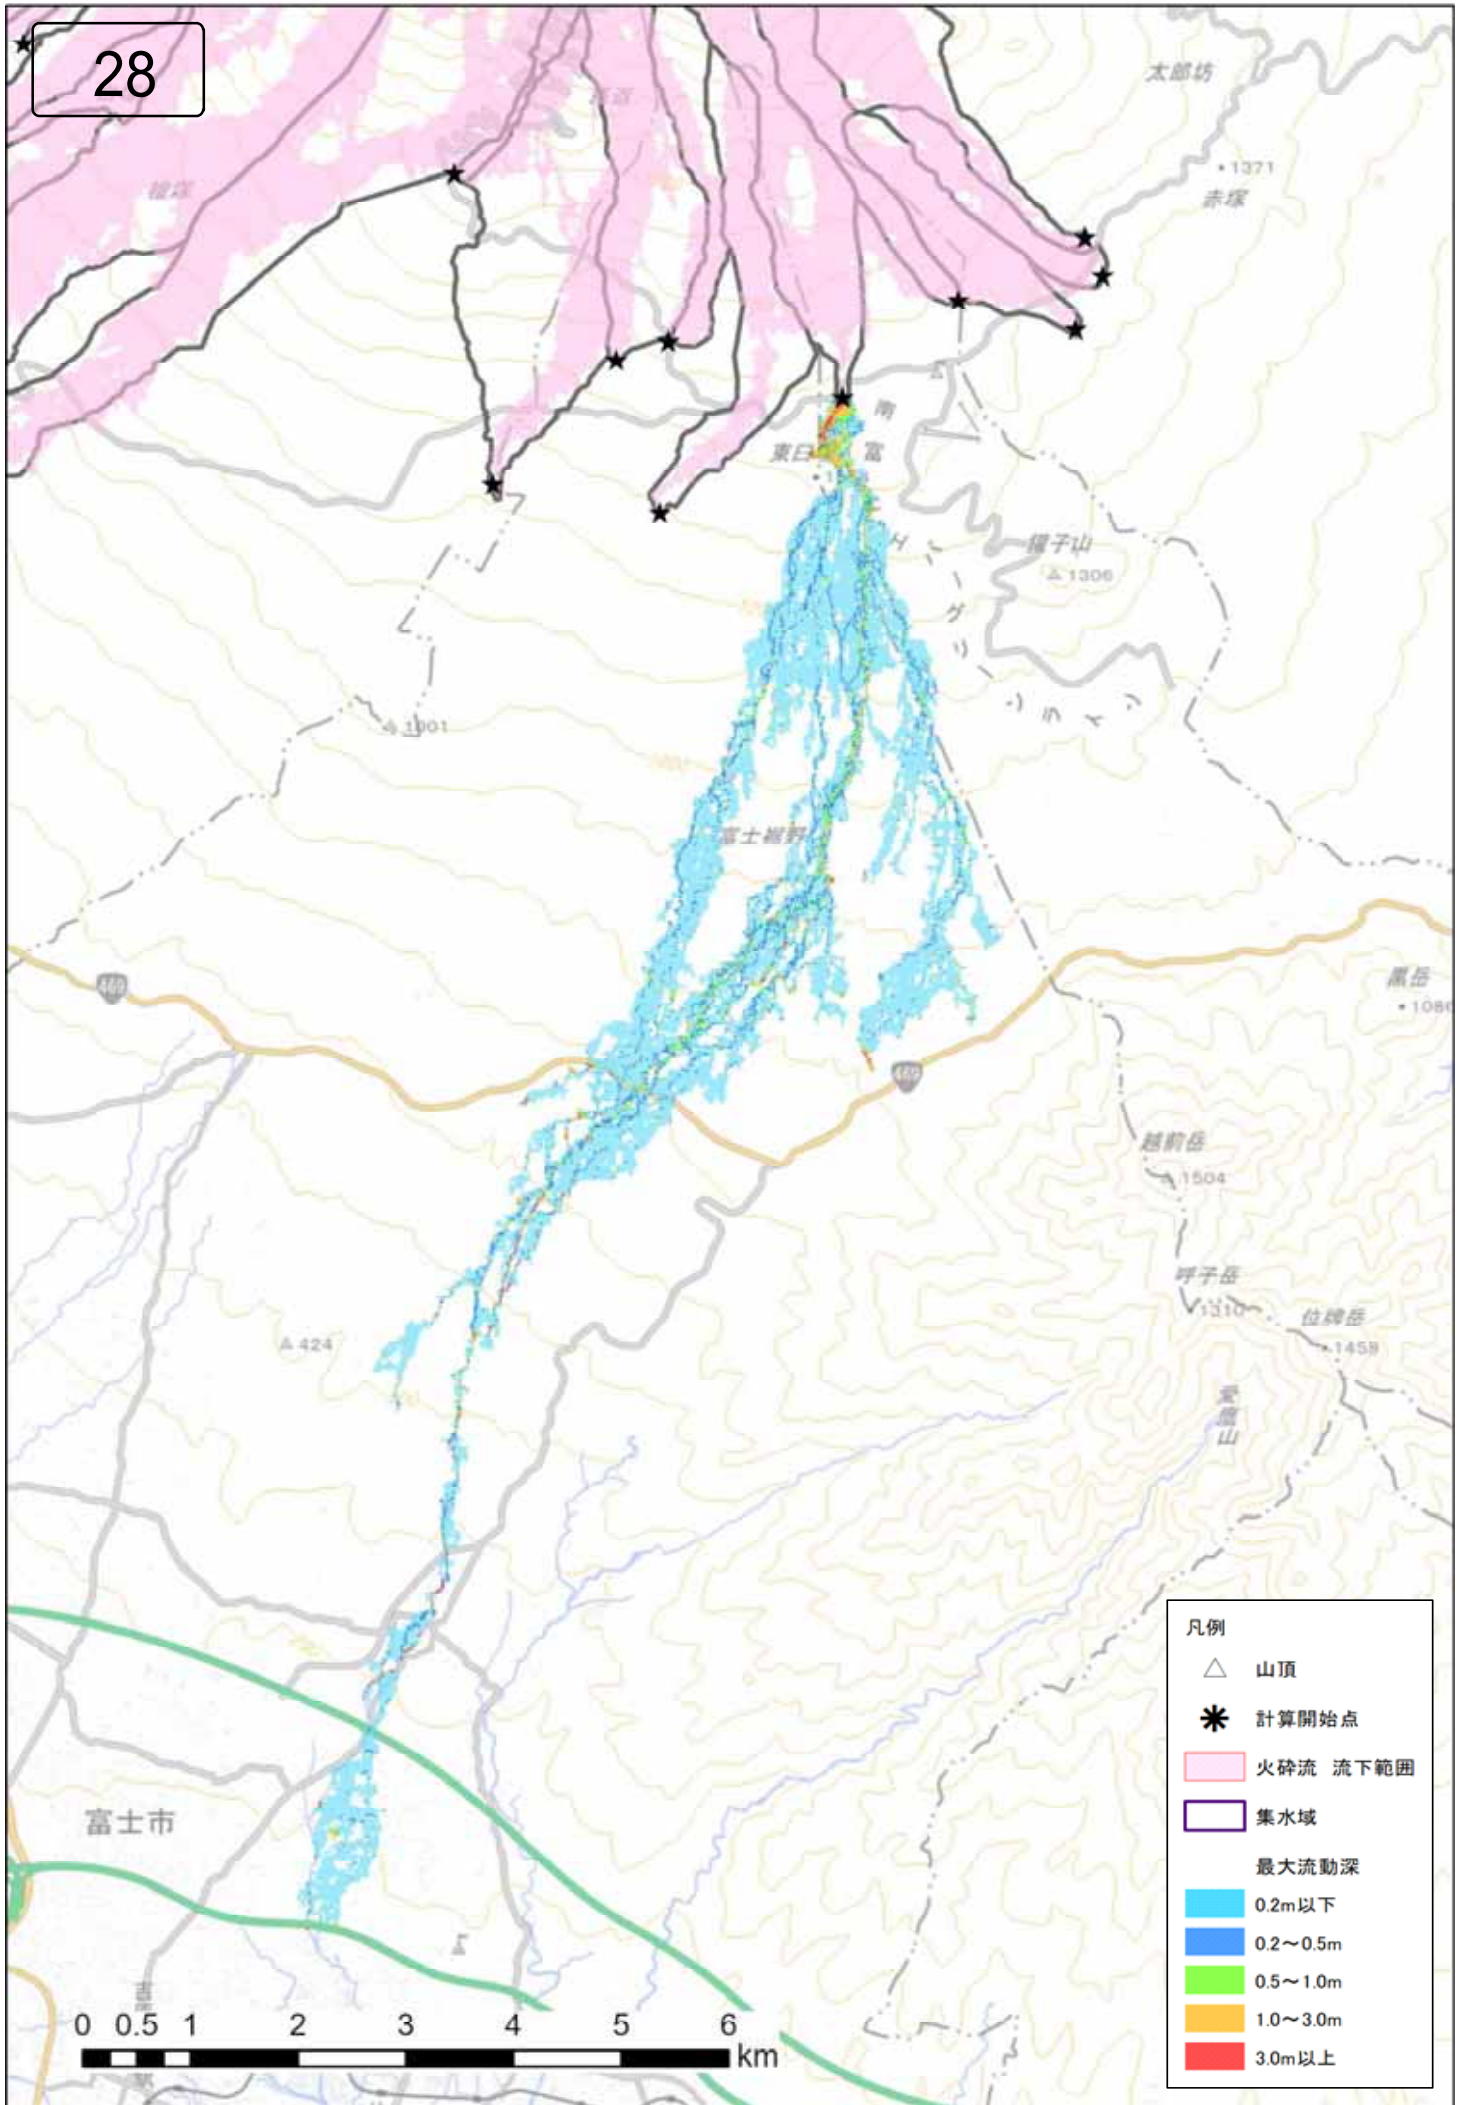 28
太郎坊
1371
赤塚
南
東臼
富
エ
1306
1001
富士裾野
469
黒岳
1086
469
越前岳
1504
呼子岳
1310
位牌岳
1458
424
愛鷹山
富士市
凡例
山頂
計算開始点
火砕流 流下範囲
集水域
最大流動深
0.2m以下
0.2～0.5m
0.5～1.0m
1.0～3.0m
3.0m以上
0 0.5 1 2 3 4 5 6
km